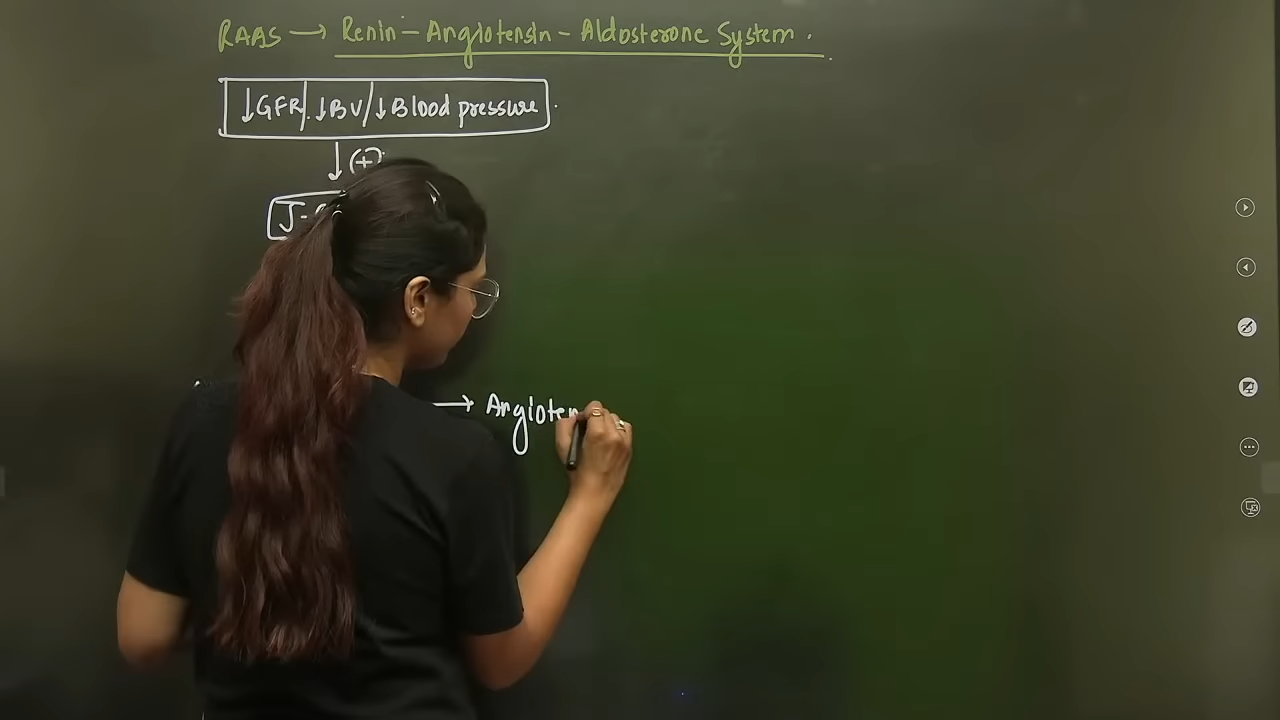 RAAS → Renin - Angiotensin - Aldosterone System.
↓GFR/↓BV/↓Blood pressure
↓(+)
J-
→ Angioten